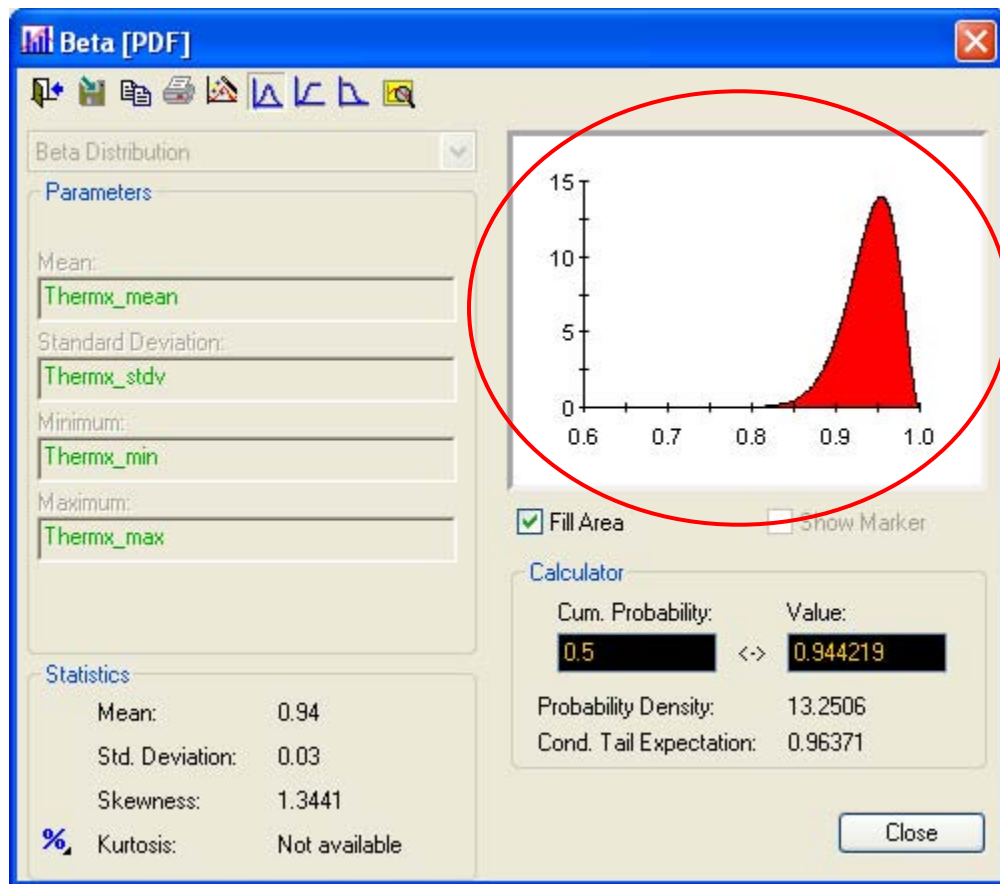 Beta [PDF]
Beta Distribution
Parameters
Mean:
Thermx_mean
Standard Deviation:
Thermx_stdv
Minimum:
Thermx_min
Maximum:
Thermx_max
Statistics
Mean: 0.94
Std. Deviation: 0.03
Skewness: 1.3441
%
Kurtosis: Not available
15
10
5
0
0.6 0.7 0.8 0.9 1.0
Fill Area Show Marker
Calculator
Cum. Probability: Value:
0.5 <-> 0.944219
Probability Density: 13.2506
Cond. Tail Expectation: 0.96371
Close